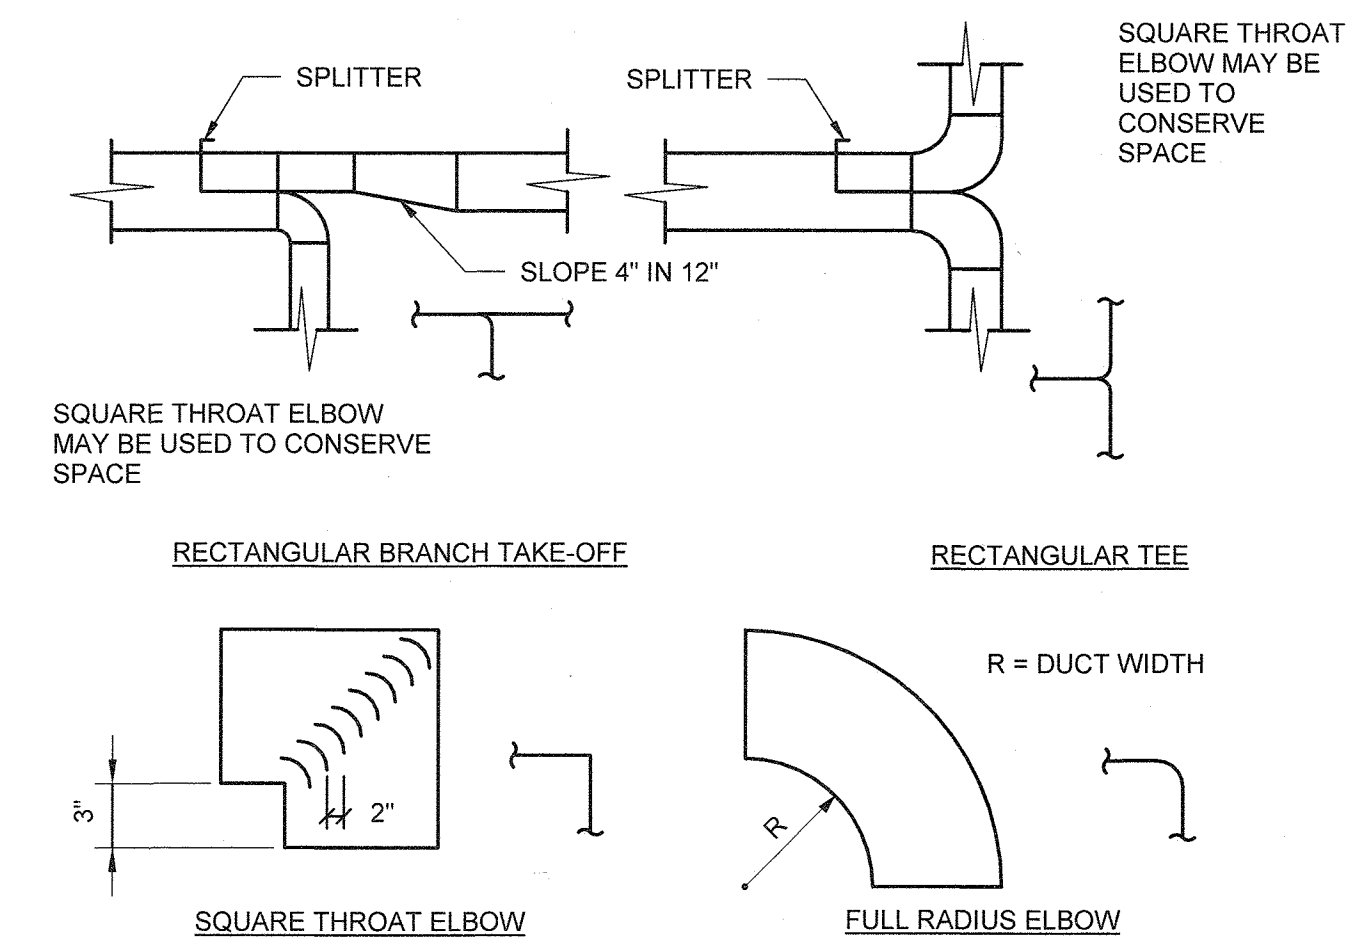 SPLITTER
SLOPE 4" IN 12"
SQUARE THROAT ELBOW
MAY BE USED TO CONSERVE
SPACE
RECTANGULAR BRANCH TAKE-OFF
SPLITTER
SQUARE THROAT
ELBOW MAY BE
USED TO
CONSERVE
SPACE
RECTANGULAR TEE
3"
2"
SQUARE THROAT ELBOW
R = DUCT WIDTH
R
FULL RADIUS ELBOW